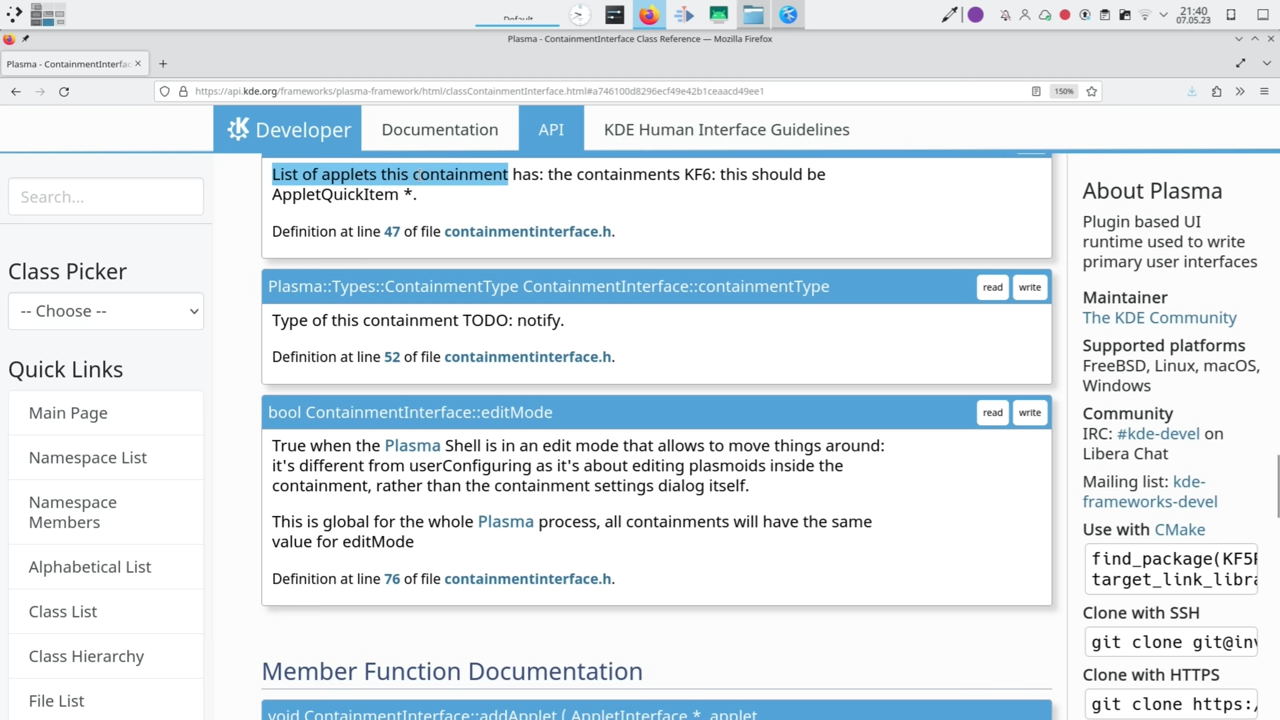 Default
21:40
07.05.23
Plasma - ContainmentInterface Class Reference — Mozilla Firefox
Plasma - ContainmentInterfac
https://api.kde.org/frameworks/plasma-framework/html/classContainmentInterface.html#a746100d8296ecf49e42b1ceaacd49ee1
150%
Developer
Documentation
API
KDE Human Interface Guidelines
Search...
Class Picker
-- Choose --
Quick Links
Main Page
Namespace List
Namespace
Members
Alphabetical List
Class List
Class Hierarchy
File List
List of applets this containment has: the containments KF6: this should be
AppletQuickItem *.
Definition at line 47 of file containmentinterface.h.
Plasma::Types::ContainmentType ContainmentInterface::containmentType
read write
Type of this containment TODO: notify.
Definition at line 52 of file containmentinterface.h.
bool ContainmentInterface::editMode
read write
True when the Plasma Shell is in an edit mode that allows to move things around:
it's different from userConfiguring as it's about editing plasmoids inside the
containment, rather than the containment settings dialog itself.
This is global for the whole Plasma process, all containments will have the same
value for editMode
Definition at line 76 of file containmentinterface.h.
Member Function Documentation
void ContainmentInterface::addApplet ( AppletInterface * applet
About Plasma
Plugin based UI
runtime used to write
primary user interfaces
Maintainer
The KDE Community
Supported platforms
FreeBSD, Linux, macOS,
Windows
Community
IRC: #kde-devel on
Libera Chat
Mailing list: kde-
frameworks-devel
Use with CMake
find_package(KF5
target_link_libra
Clone with SSH
git clone git@in
Clone with HTTPS
git clone https:/